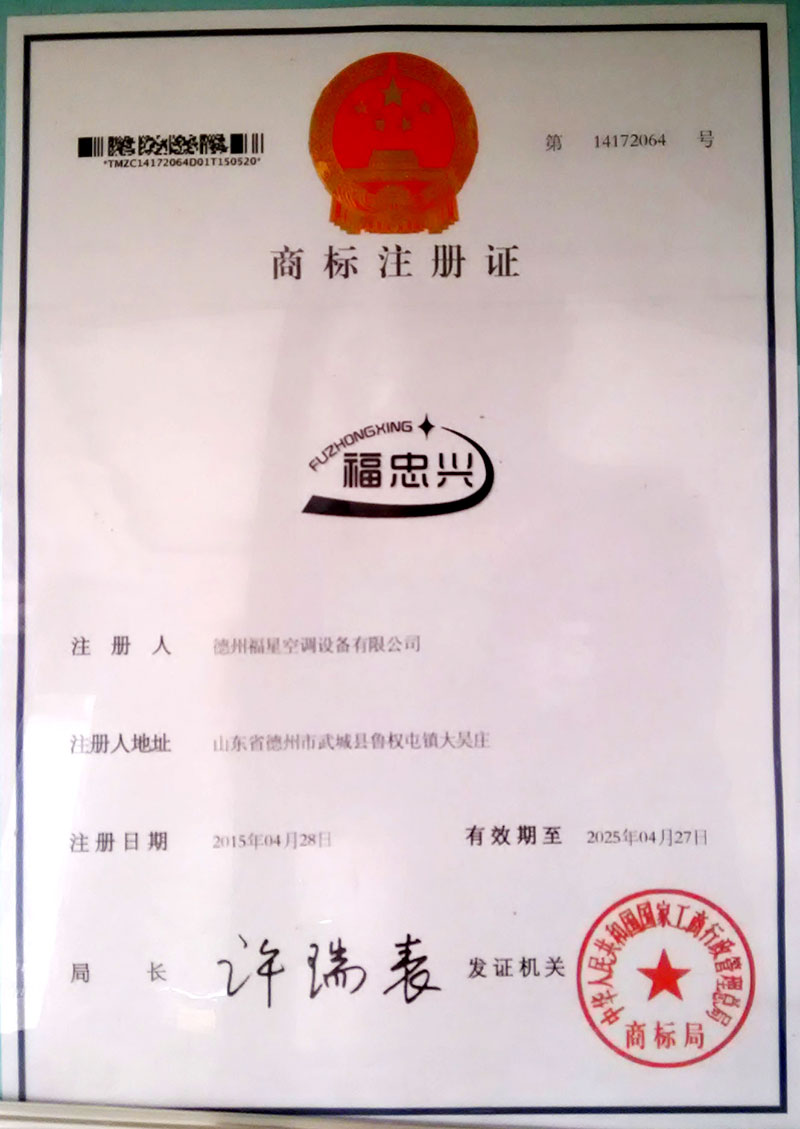 *TMZC14172064D01T150520*
第 14172064 号
商标注册证
FUZHONGXING
福忠兴
注册人 德州福星空调设备有限公司
注册人地址 山东省德州市武城县鲁权屯镇大吴庄
注册日期 2015年04月28日 有效期至 2025年04月27日
局长 许瑞表 发证机关
中华人民共和国国家工商行政管理总局
商标局